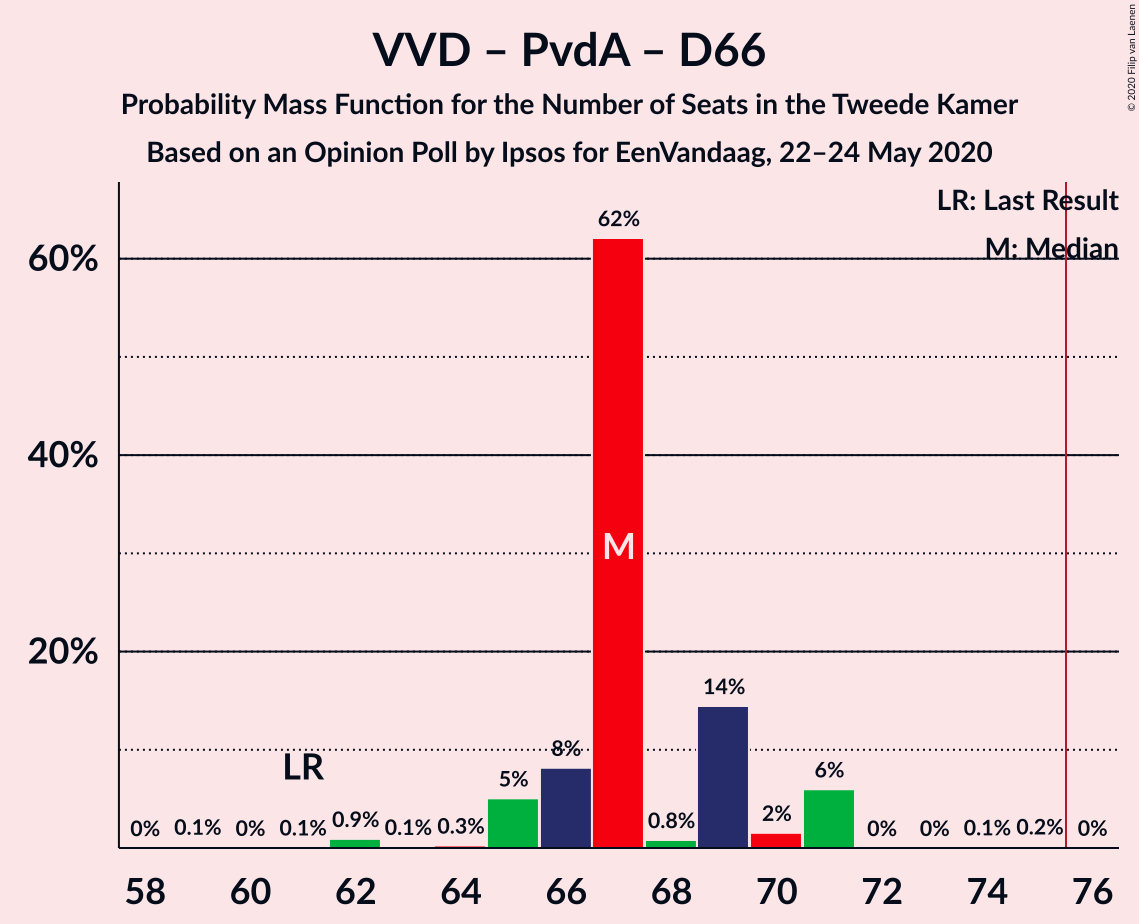 VVD – PvdA – D66
Probability Mass Function for the Number of Seats in the Tweede Kamer
Based on an Opinion Poll by Ipsos for EenVandaag, 22–24 May 2020
© 2020 Filip van Laenen
LR: Last Result
M: Median
60%
40%
20%
62%
M
14%
LR
8%
5%
6%
0% 0.1% 0% 0.1% 0.9% 0.1% 0.3% 0.8% 2% 0% 0% 0.1% 0.2% 0%
58 60 62 64 66 68 70 72 74 76